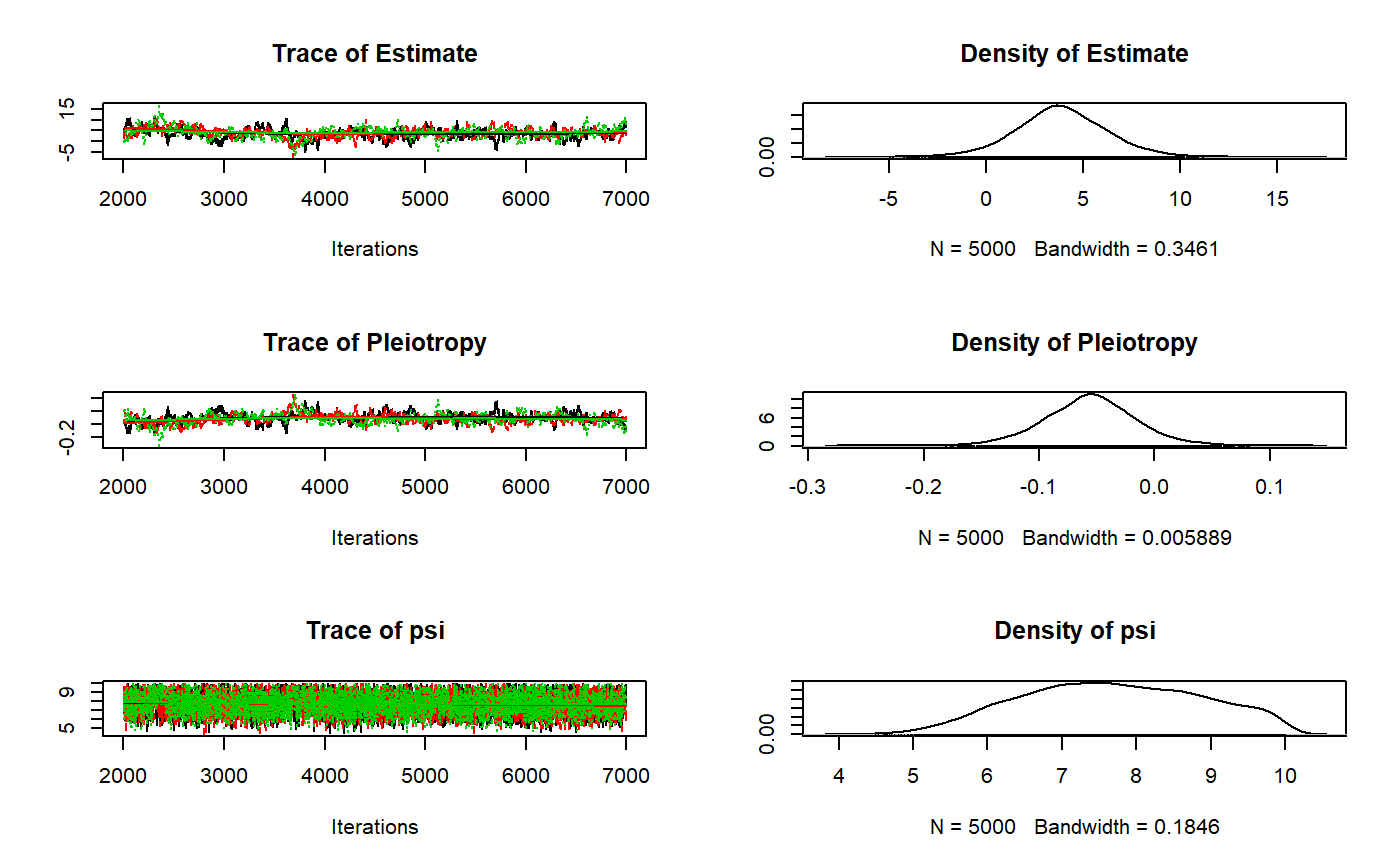 Trace of Estimate
15
-5
2000 3000 4000 5000 6000 7000
Iterations
Density of Estimate
0.00
-5 0 5 10 15
N = 5000 Bandwidth = 0.3461
Trace of Pleiotropy
-0.2
2000 3000 4000 5000 6000 7000
Iterations
Density of Pleiotropy
6
0
-0.3 -0.2 -0.1 0.0 0.1
N = 5000 Bandwidth = 0.005889
Trace of psi
9
5
2000 3000 4000 5000 6000 7000
Iterations
Density of psi
0.00
4 5 6 7 8 9 10
N = 5000 Bandwidth = 0.1846